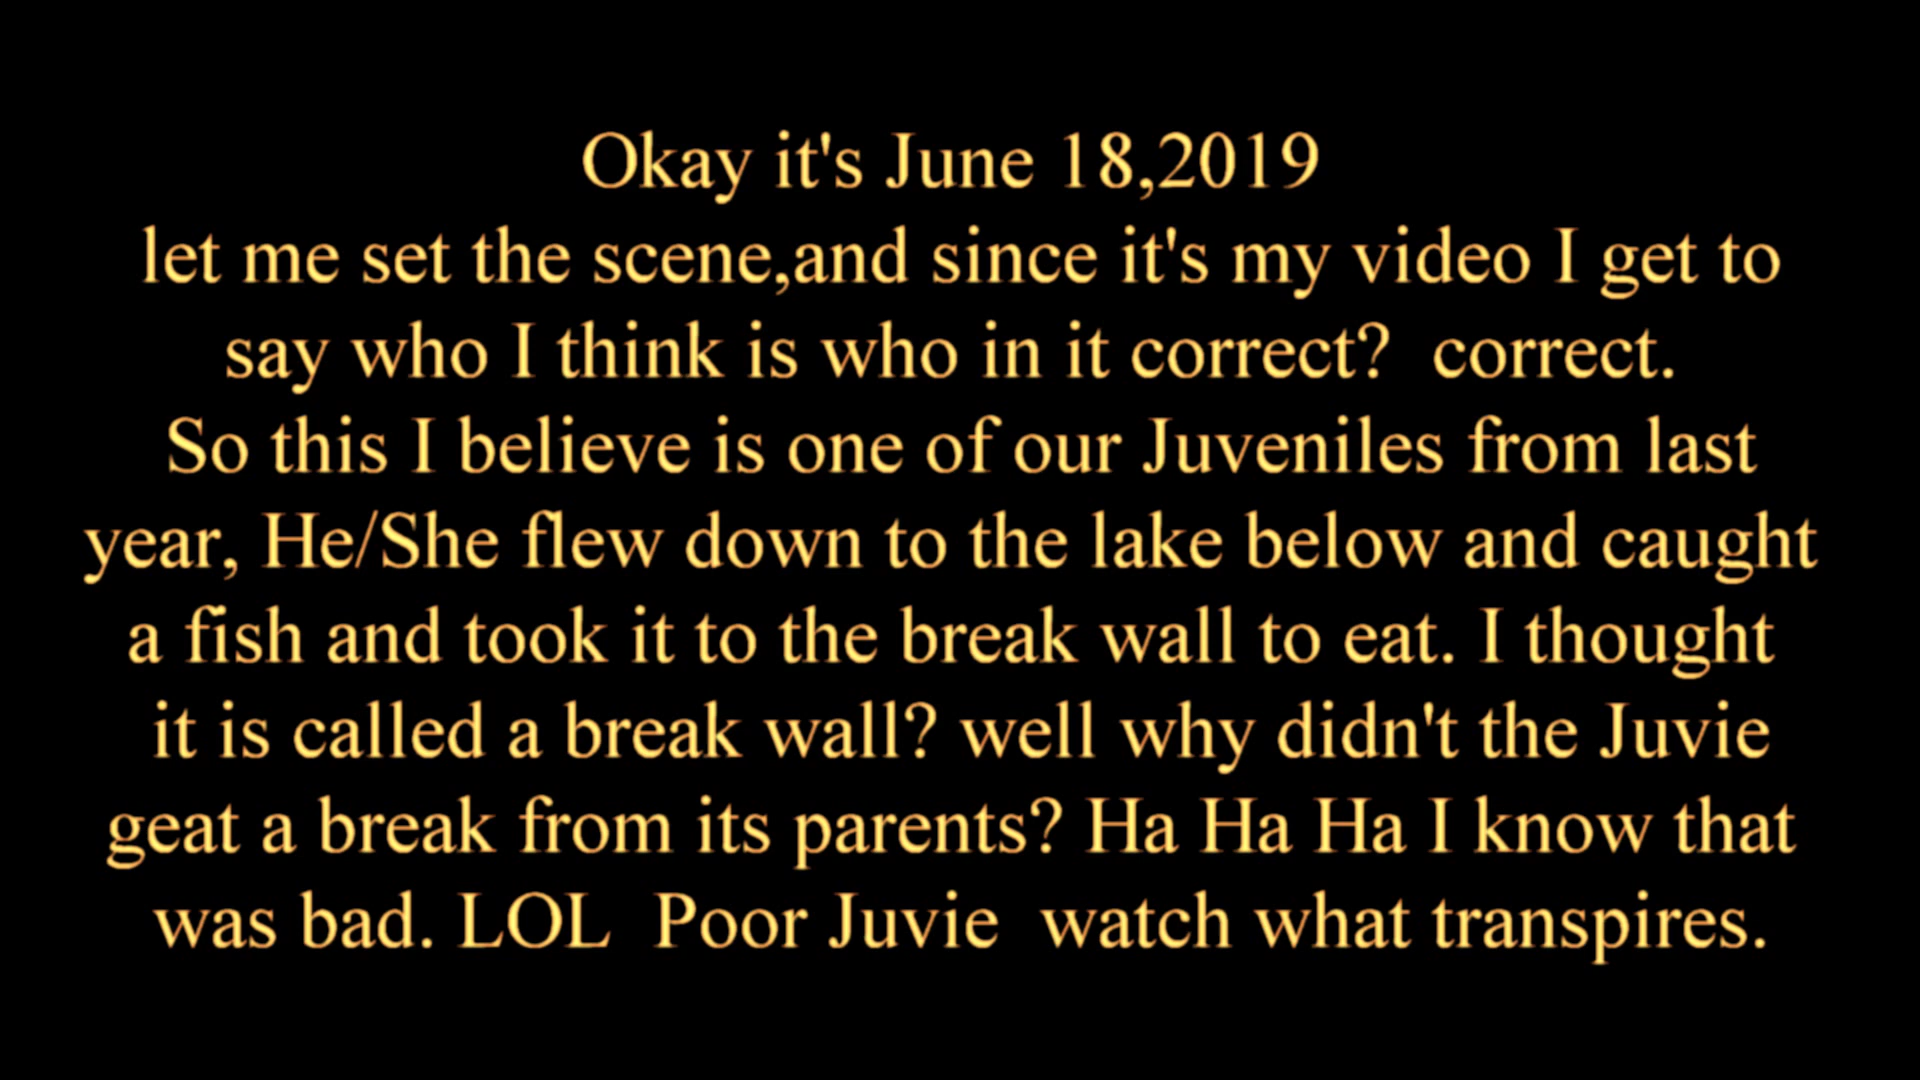 Okay it's June 18,2019
let me set the scene,and since it's my video I get to
say who I think is who in it correct?  correct.
So this I believe is one of our Juveniles from last
year, He/She flew down to the lake below and caught
a fish and took it to the break wall to eat. I thought
it is called a break wall? well why didn't the Juvie
geat a break from its parents? Ha Ha Ha I know that
was bad. LOL  Poor Juvie  watch what transpires.